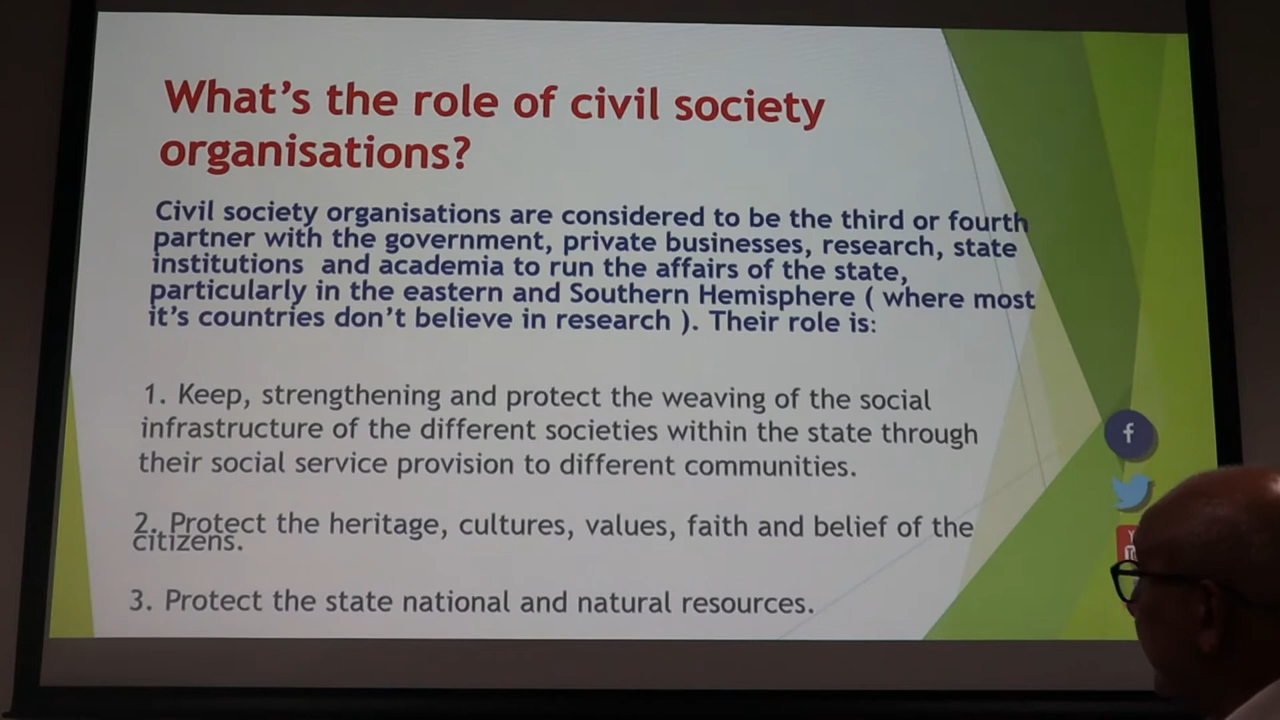 What's the role of civil society
organisations?
Civil society organisations are considered to be the third or fourth
partner with the government, private businesses, research, state
institutions and academia to run the affairs of the state,
particularly in the eastern and Southern Hemisphere ( where most
it's countries don't believe in research ). Their role is:
1. Keep, strengthening and protect the weaving of the social
infrastructure of the different societies within the state through
their social service provision to different communities.
2. Protect the heritage, cultures, values, faith and belief of the
citizens.
3. Protect the state national and natural resources.
f